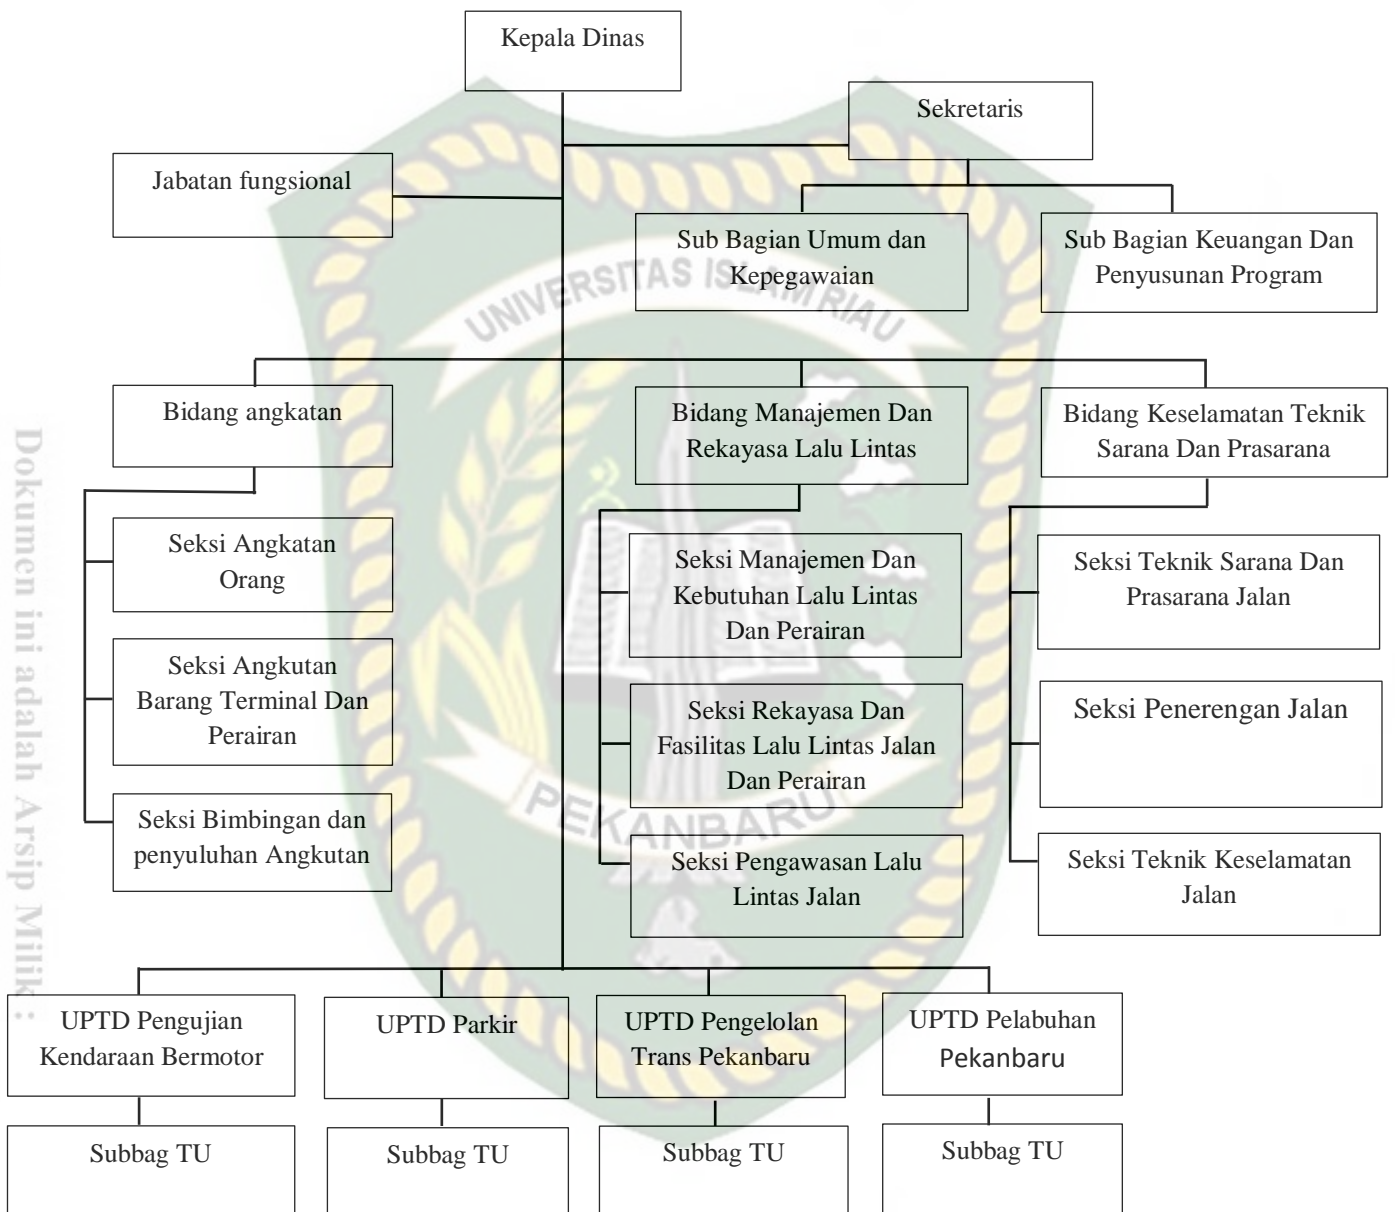 Kepala Dinas
Sekretaris
Jabatan fungsional
Sub Bagian Umum dan
Kepegawaian
Sub Bagian Keuangan Dan
Penyusunan Program
UNIVERSITAS ISLAM RIAU
Bidang angkatan
Bidang Manajemen Dan
Rekayasa Lalu Lintas
Bidang Keselamatan Teknik
Sarana Dan Prasarana
Seksi Angkatan
Orang
Seksi Angkutan
Barang Terminal Dan
Perairan
Seksi Bimbingan dan
penyuluhan Angkutan
Seksi Manajemen Dan
Kebutuhan Lalu Lintas
Dan Perairan
Seksi Rekayasa Dan
Fasilitas Lalu Lintas Jalan
Dan Perairan
Seksi Pengawasan Lalu
Lintas Jalan
Seksi Teknik Sarana Dan
Prasarana Jalan
Seksi Penerengan Jalan
Seksi Teknik Keselamatan
Jalan
PEKANBARU
UPTD Pengujian
Kendaraan Bermotor
UPTD Parkir
UPTD Pengelolan
Trans Pekanbaru
UPTD Pelabuhan
Pekanbaru
Subbag TU
Subbag TU
Subbag TU
Subbag TU
Dokumen ini adalah Arsip Milik :